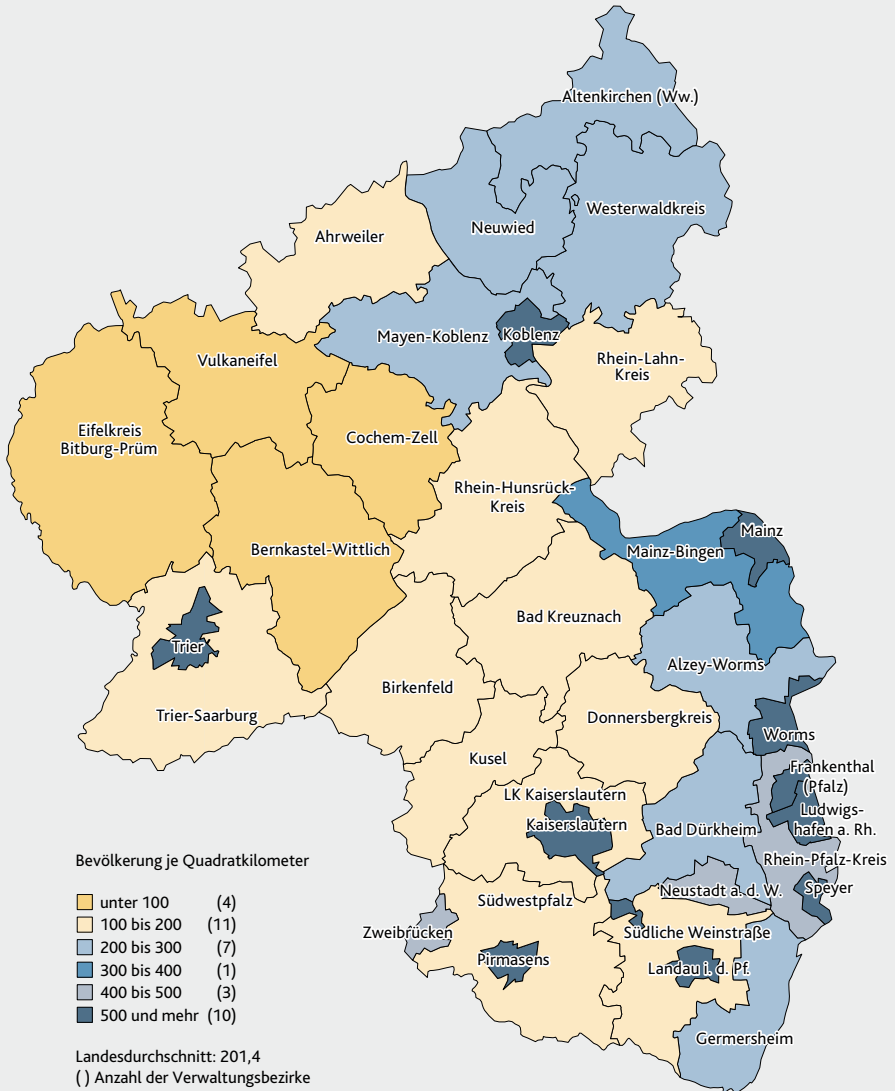 Altenkirchen (Ww.)
Westerwaldkreis
Neuwied
Ahrweiler
Mayen-Koblenz
Koblenz
Rhein-Lahn-
Kreis
Vulkaneifel
Eifelkreis
Bitburg-Prüm
Cochem-Zell
Rhein-Hunsrück-
Kreis
Mainz
Mainz-Bingen
Bernkastel-Wittlich
Bad Kreuznach
Trier
Alzey-Worms
Birkenfeld
Trier-Saarburg
Donnersbergkreis
Worms
Kusel
Frankenthal
(Pfalz)
LK Kaiserslautern
Ludwigs-
hafen a. Rh.
Kaiserslautern
Bad Dürkheim
Rhein-Pfalz-Kreis
Neustadt a. d. W.
Speyer
Südwestpfalz
Zweibrücken
Südliche Weinstraße
Pirmasens
Landau i. d. Pf.
Germersheim
Bevölkerung je Quadratkilometer
unter 100 (4)
100 bis 200 (11)
200 bis 300 (7)
300 bis 400 (1)
400 bis 500 (3)
500 und mehr (10)
Landesdurchschnitt: 201,4
( ) Anzahl der Verwaltungsbezirke